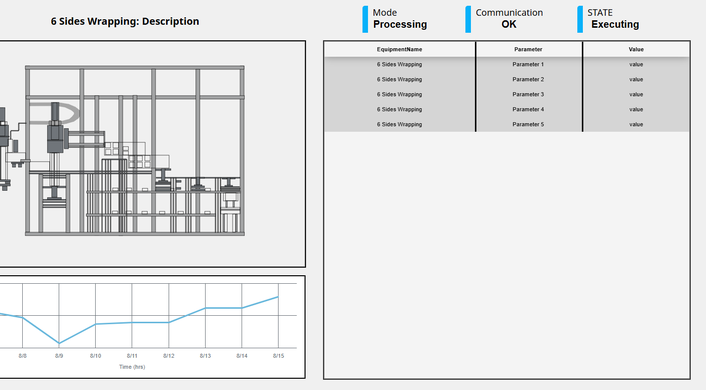 6 Sides Wrapping: Description
Mode
Processing
Communication
OK
STATE
Executing
EquipmentName Parameter Value
6 Sides Wrapping Parameter 1 value
6 Sides Wrapping Parameter 2 value
6 Sides Wrapping Parameter 3 value
6 Sides Wrapping Parameter 4 value
6 Sides Wrapping Parameter 5 value
8/8 8/9 8/10 8/11 8/12 8/13 8/14 8/15
Time (hrs)